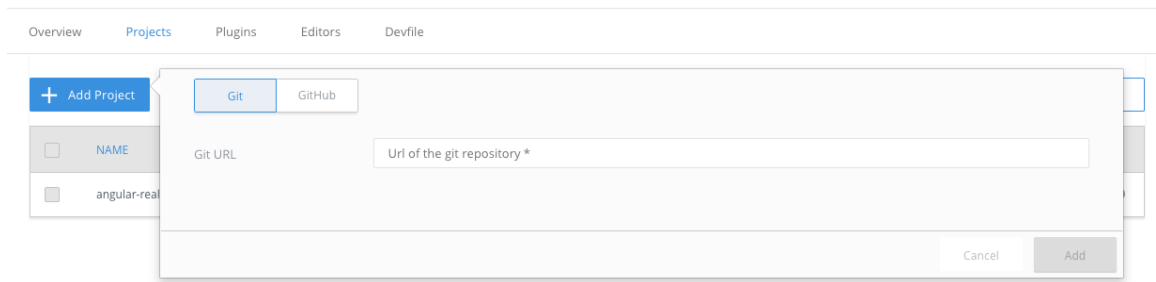 Overview Projects Plugins Editors Devfile
Add Project
Git GitHub
NAME
Git URL Url of the git repository *
angular-real
Cancel Add